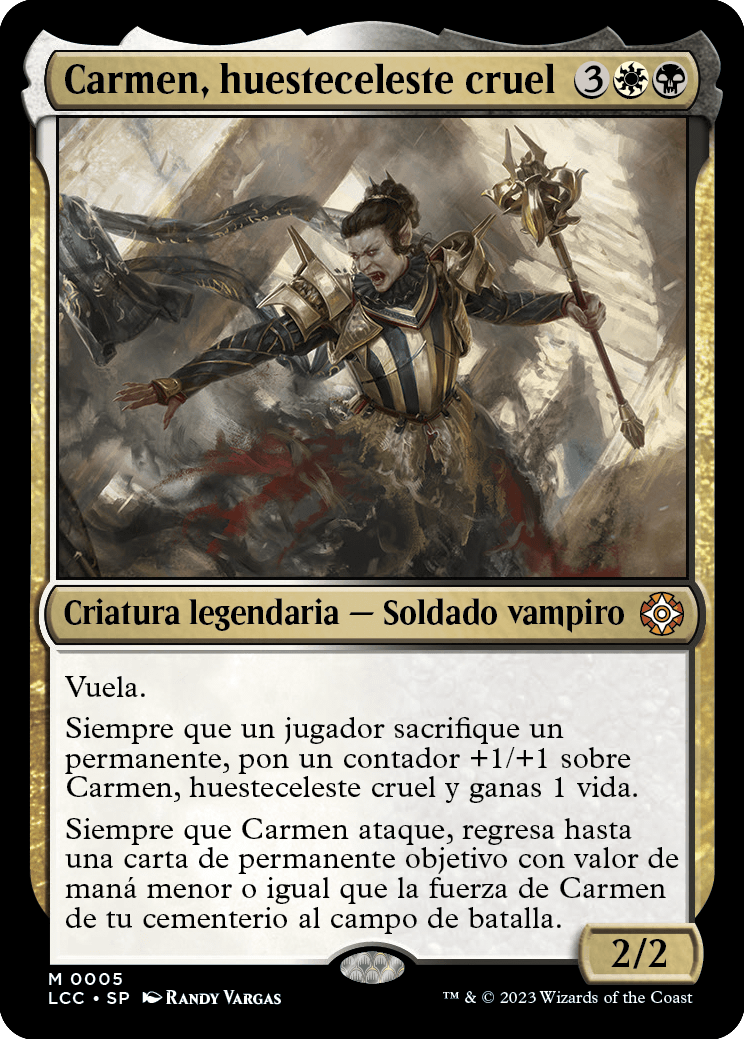 Carmen, huesteceleste cruel 3
Criatura legendaria — Soldado vampiro
Vuela.
Siempre que un jugador sacrifique un
permanente, pon un contador +1/+1 sobre
Carmen, huesteceleste cruel y ganas 1 vida.
Siempre que Carmen ataque, regresa hasta
una carta de permanente objetivo con valor de
maná menor o igual que la fuerza de Carmen
de tu cementerio al campo de batalla.
2/2
M 0005
LCC • SP Randy Vargas
™ & © 2023 Wizards of the Coast